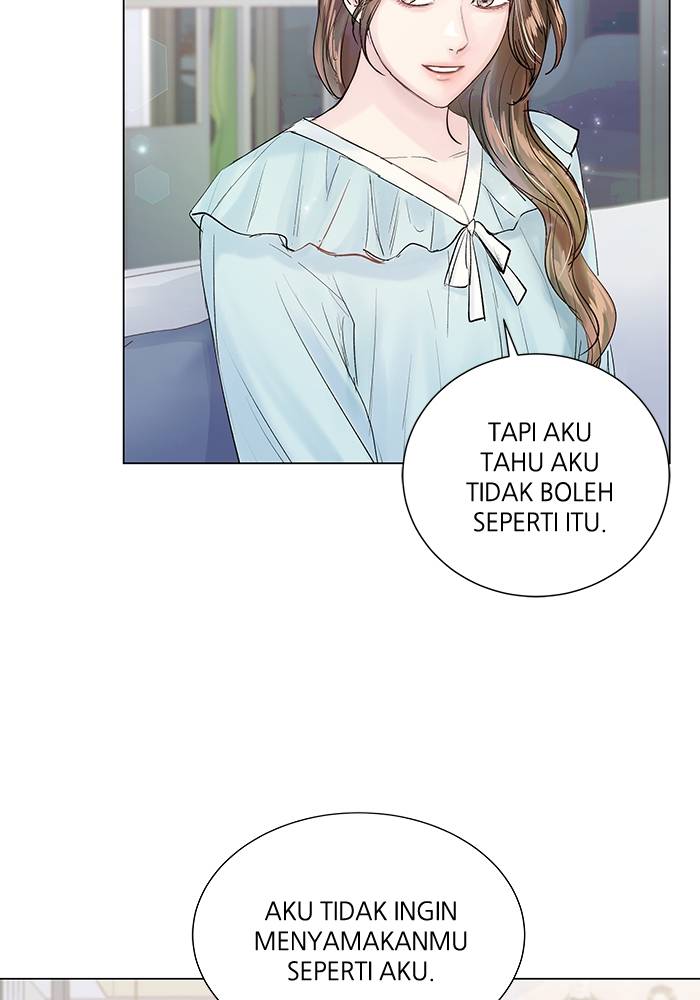 TAPI AKU
TAHU AKU
TIDAK BOLEH
SEPERTI ITU.
AKU TIDAK INGIN
MENYAMAKANMU
SEPERTI AKU.